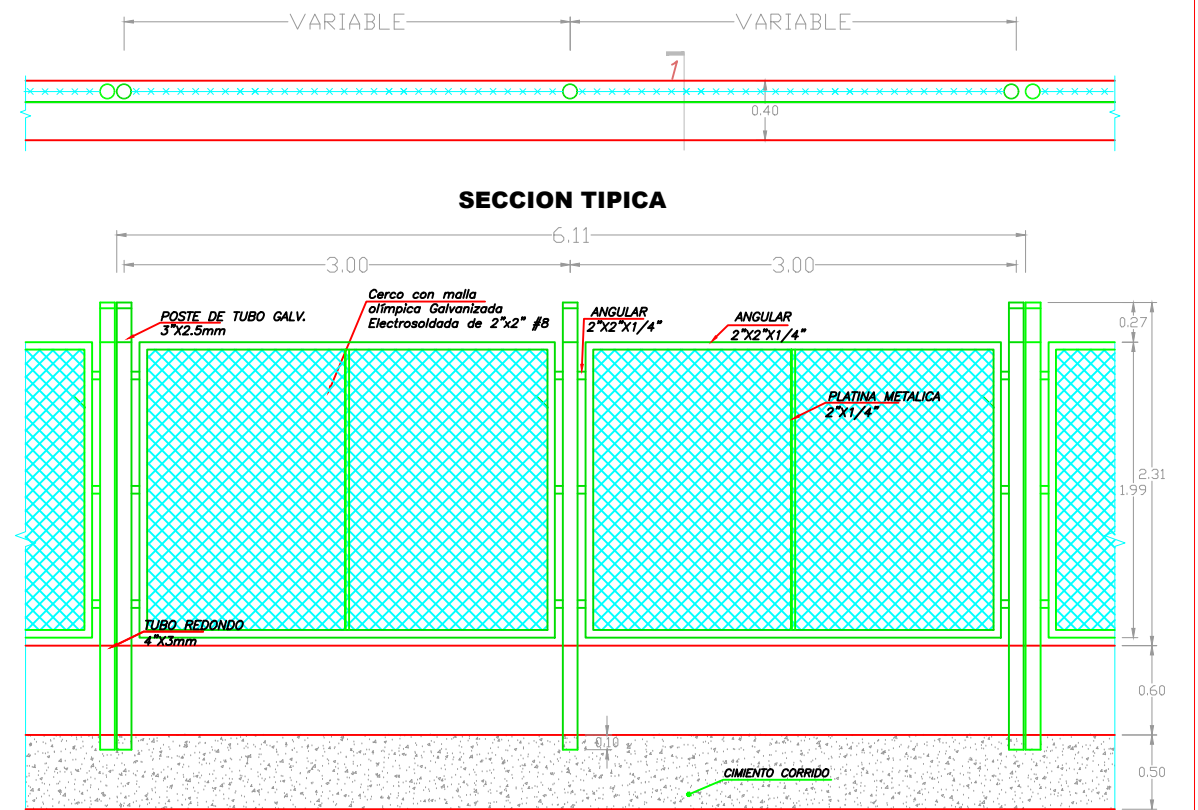 VARIABLE
VARIABLE
1
0.40
SECCION TIPICA
6.11
3.00
3.00
Cerco con malla
olímpica Galvanizada
Electrosoldada de 2"x2" #8
POSTE DE TUBO GALV.
3"X2.5mm
ANGULAR
2"X2"X1/4"
ANGULAR
2"X2"X1/4"
0.27
PLATINA METALICA
2"X1/4"
2.31
1.99
TUBO REDONDO
4"X3mm
0.60
0.10
CIMIENTO CORRIDO
0.50